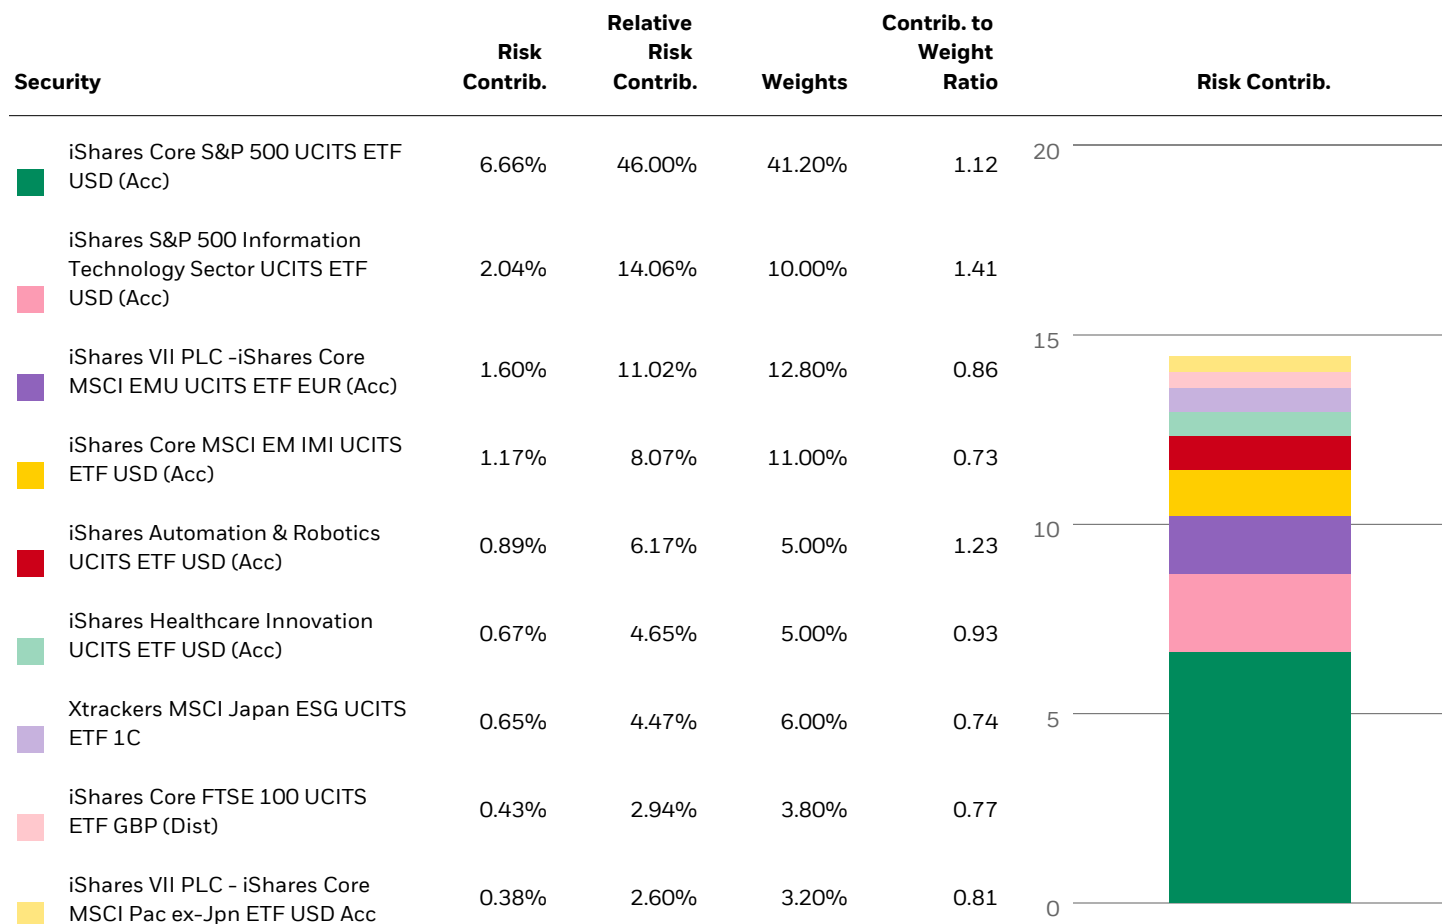 Security Risk Contrib. Relative Risk Contrib. Weights Contrib. to Weight Ratio Risk Contrib.
iShares Core S&P 500 UCITS ETF
USD (Acc)
6.66% 46.00% 41.20% 1.12
iShares S&P 500 Information
Technology Sector UCITS ETF
USD (Acc)
2.04% 14.06% 10.00% 1.41
iShares VII PLC -iShares Core
MSCI EMU UCITS ETF EUR (Acc)
1.60% 11.02% 12.80% 0.86
iShares Core MSCI EM IMI UCITS
ETF USD (Acc)
1.17% 8.07% 11.00% 0.73
iShares Automation & Robotics
UCITS ETF USD (Acc)
0.89% 6.17% 5.00% 1.23
iShares Healthcare Innovation
UCITS ETF USD (Acc)
0.67% 4.65% 5.00% 0.93
Xtrackers MSCI Japan ESG UCITS
ETF 1C
0.65% 4.47% 6.00% 0.74
iShares Core FTSE 100 UCITS
ETF GBP (Dist)
0.43% 2.94% 3.80% 0.77
iShares VII PLC - iShares Core
MSCI Pac ex-Jpn ETF USD Acc
0.38% 2.60% 3.20% 0.81
20
15
10
5
0